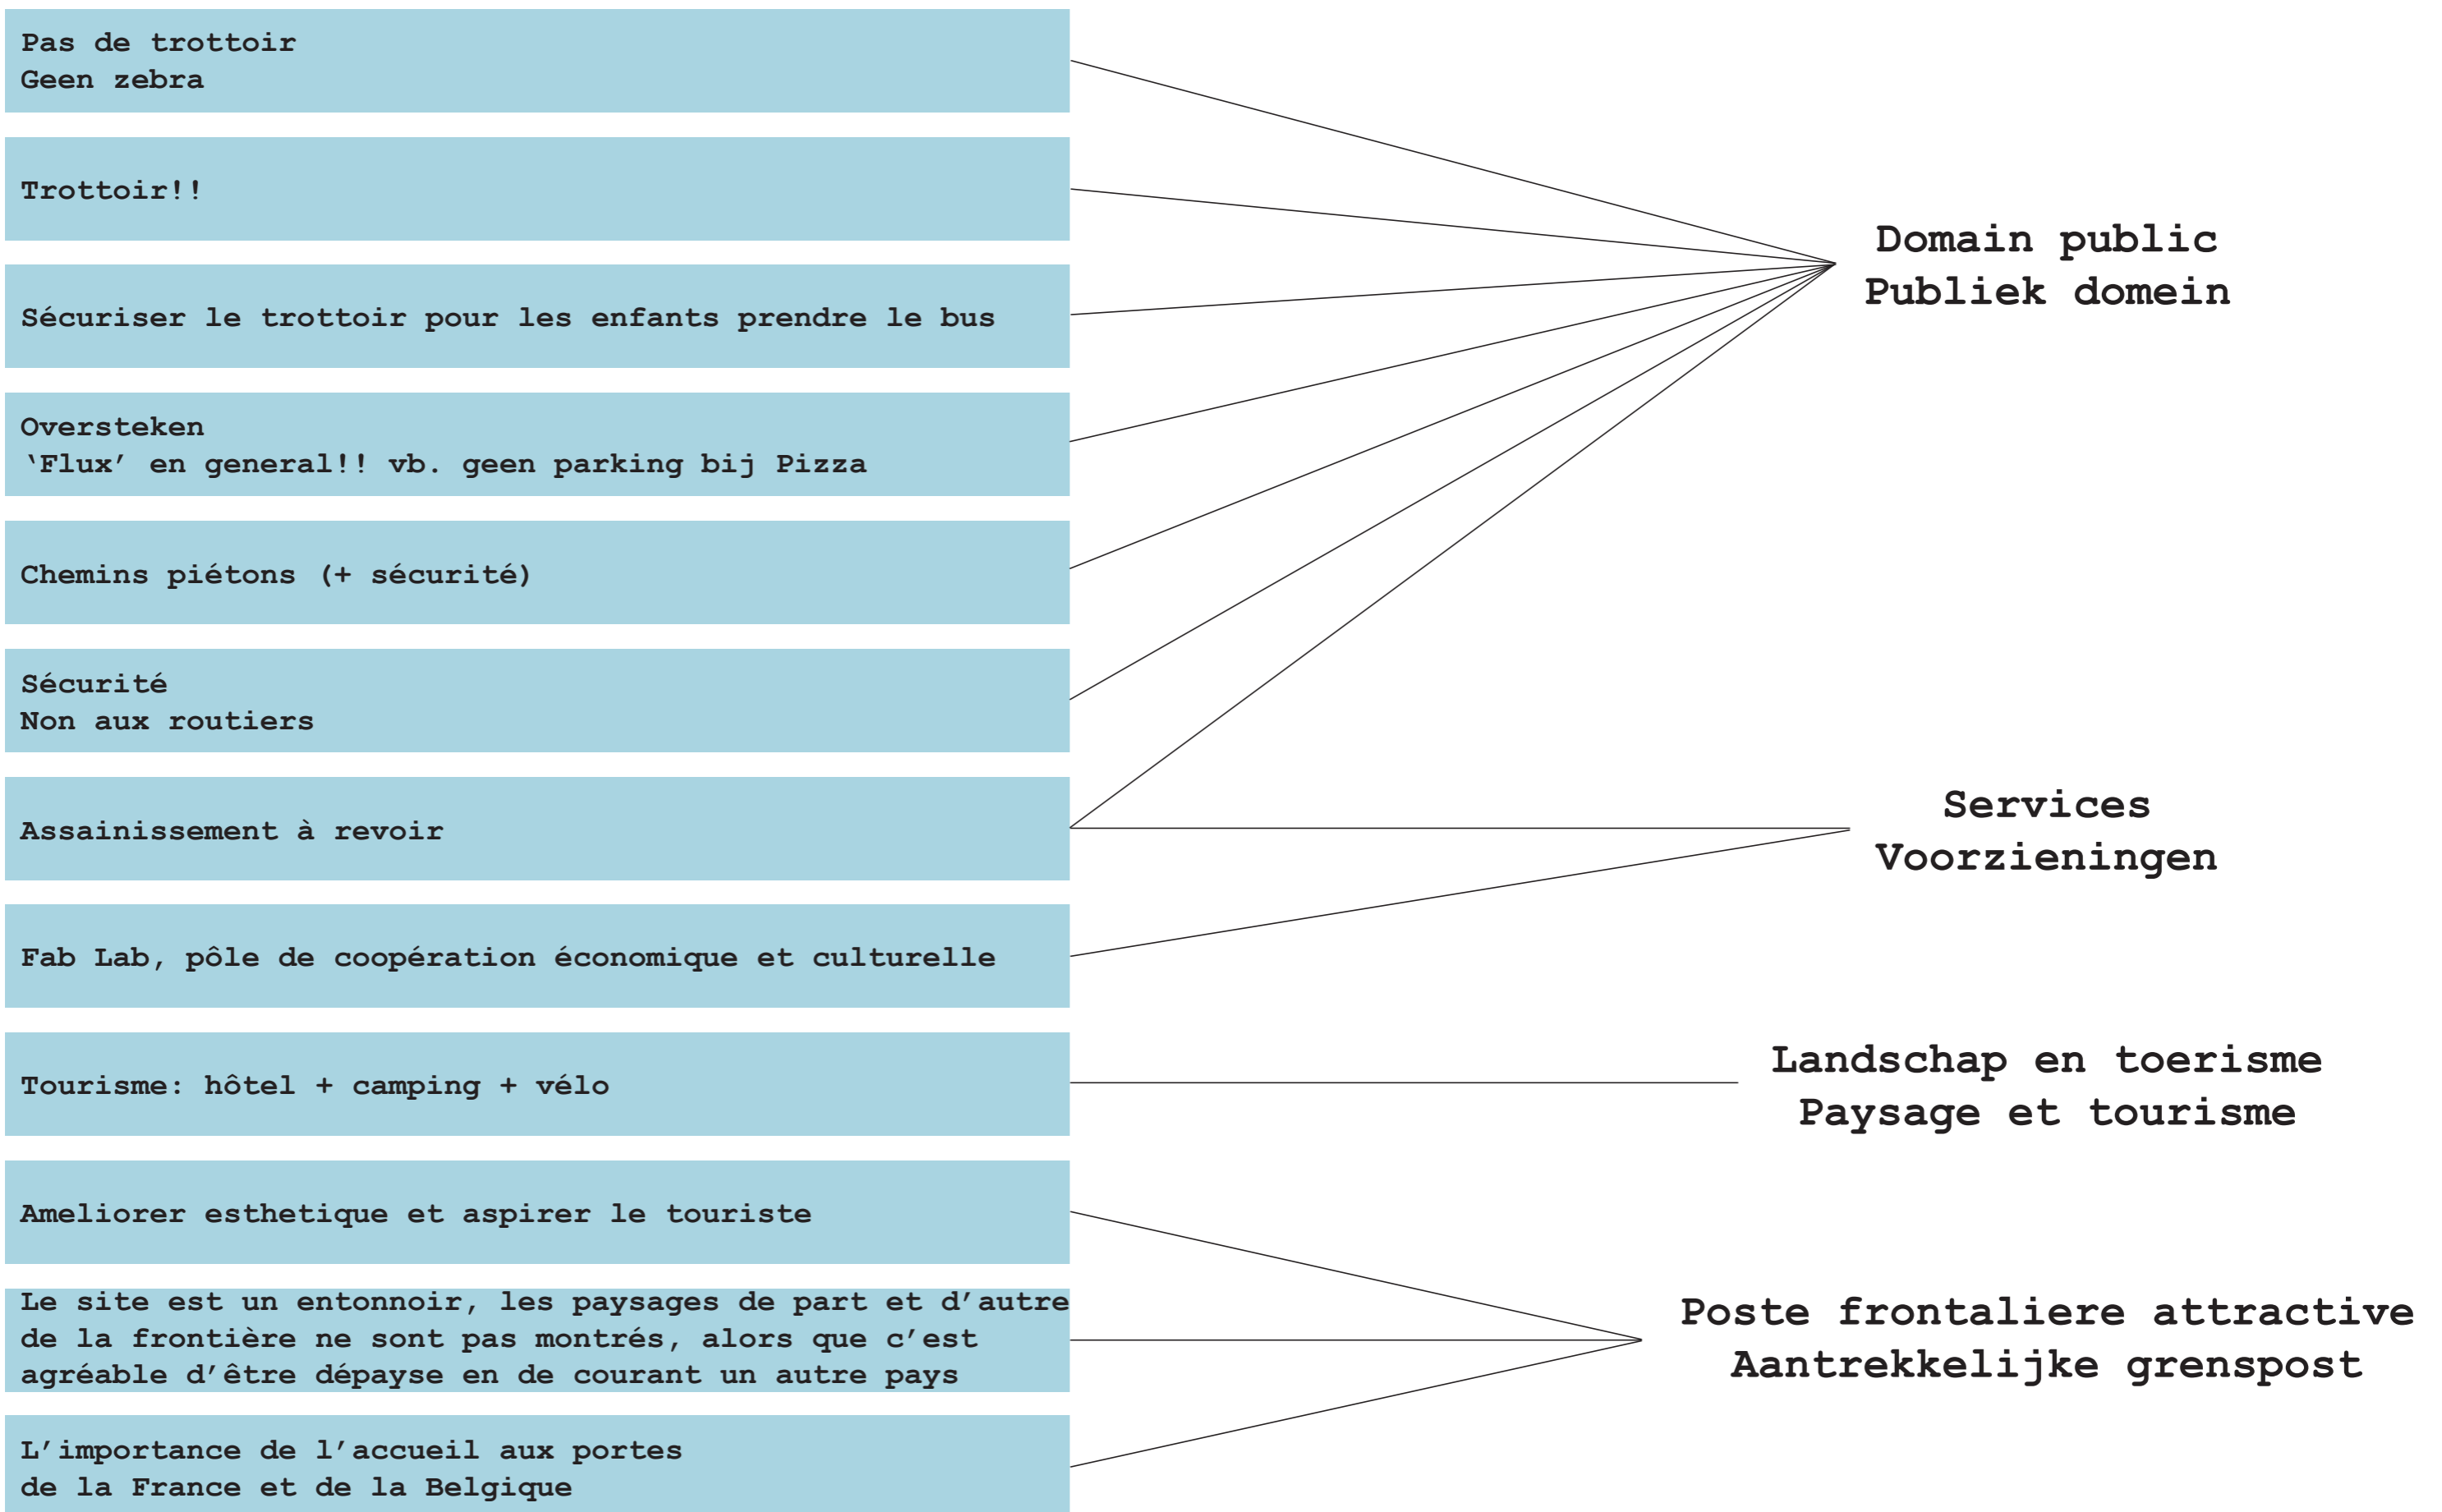 Pas de trottoir
Geen zebra
Trottoir!!
Sécuriser le trottoir pour les enfants prendre le bus
Oversteken
‘Flux’ en general!! vb. geen parking bij Pizza
Chemins piétons (+ sécurité)
Sécurité
Non aux routiers
Assainissement à revoir
Fab Lab, pôle de coopération économique et culturelle
Tourisme: hôtel + camping + vélo
Ameliorer esthetique et aspirer le touriste
Le site est un entonnoir, les paysages de part et d’autre
de la frontière ne sont pas montrés, alors que c’est
agréable d’être dépayse en de courant un autre pays
L’importance de l’accueil aux portes
de la France et de la Belgique
Domain public
Publiek domein
Services
Voorzieningen
Landschap en toerisme
Paysage et tourisme
Poste frontaliere attractive
Aantrekkelijke grenspost